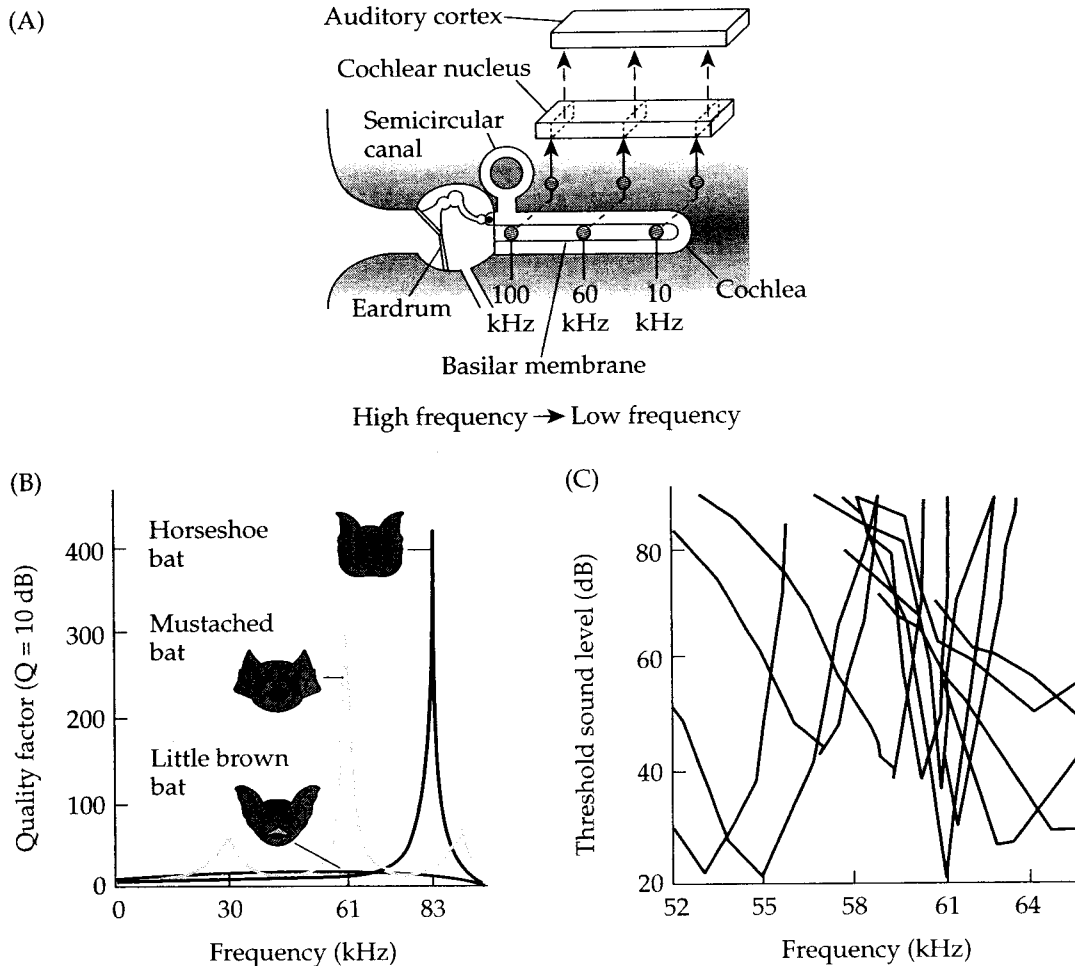 (A)
Auditory cortex
Cochlear nucleus
Semicircular
canal
Eardrum
100
kHz
60
kHz
10
kHz
Cochlea
Basilar membrane
High frequency → Low frequency
(B)
Quality factor (Q = 10 dB)
400
300
200
100
0
Horseshoe
bat
Mustached
bat
Little brown
bat
0 30 61 83
Frequency (kHz)
(C)
Threshold sound level (dB)
80
60
40
20
52 55 58 61 64
Frequency (kHz)